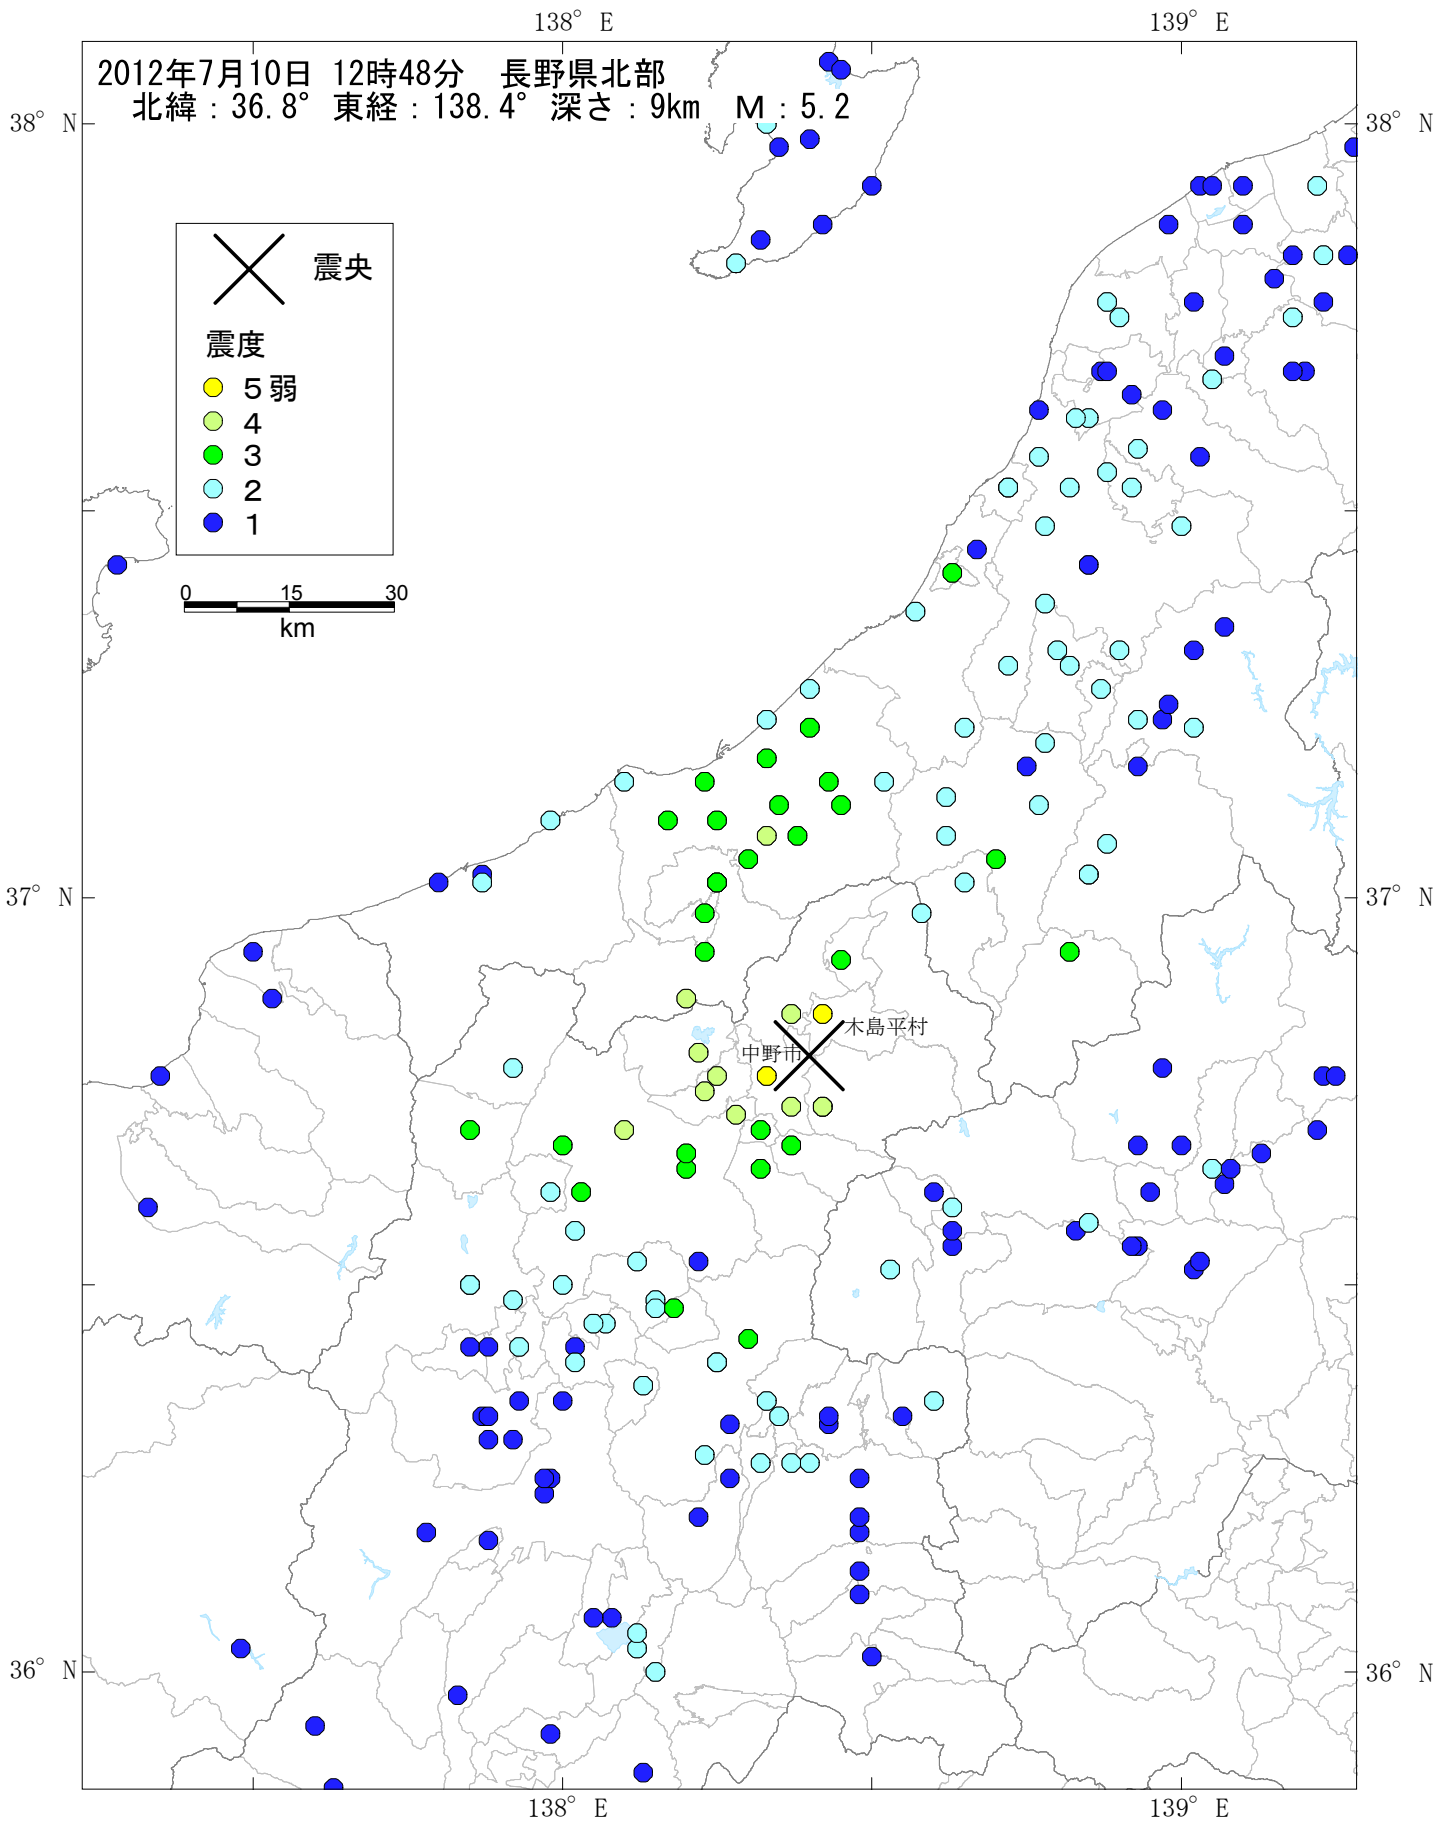 138° E 139° E
2012年7月10日 12時48分 長野県北部
北緯：36.8° 東経：138.4° 深さ：9km Ｍ：5.2
38° N 38° N
震央
震度
５弱
４
３
２
１
0 15 30
km
37° N 37° N
木島平村
中野市
36° N 36° N
138° E 139° E